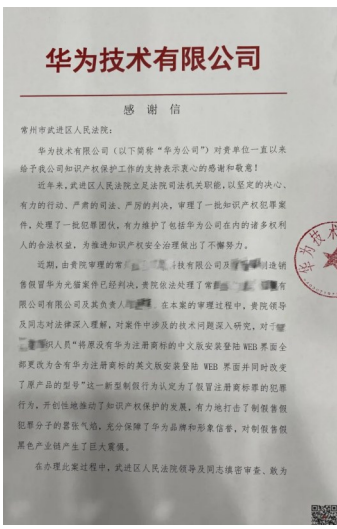 华为技术有限公司
感谢信
常州市武进区人民法院：
华为技术有限公司（以下简称“华为公司”）对贵单位一直以来
给予我公司知识产权保护工作的支持表示衷心的感谢和敬意！
近年来，武进区人民法院立足法院司法机关职能，以坚定的决心、
有力的行动、严肃的司法、严厉的判决，审理了一批知识产权犯罪案
件，处理了一批犯罪团伙，有力维护了包括华为公司在内的诸多权利
人的合法权益，为推进知识产权安全治理做出了不懈努力。
近期，由贵院审理的常 技有限公司及 制造销
售假冒华为光猫案件已经判决，贵院依法处理了常 有
限公司有限公司及其负责人 。在本案的审理过程中，贵院领导
及同志对法律深入理解，对案件中涉及的技术问题深入研究，对于
识人员“将原没有华为注册商标的中文版安装登陆 WEB 界面全
部更改为含有华为注册商标的英文版安装登陆 WEB 界面并同时改变
了原产品的型号”这一新型制假行为认定为了假冒注册商标罪的犯罪
行为，开创性地推动了知识产权保护的发展，有力地打击了制假售假
犯罪分子的嚣张气焰，充分保障了华为品牌和形象信誉，对制假售假
黑色产业链产生了巨大震慑。
在办理此案过程中，武进区人民法院领导及同志缜密审查、敢为
华为技术